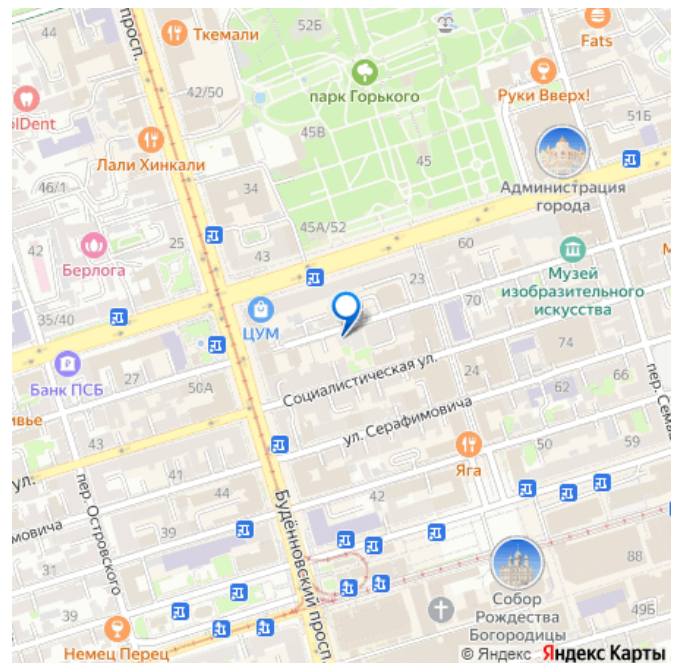 44
просп.
Ткемали
52Б
Fats
42/50
парк Горького
Руки Вверх!
olDent
45В
51Б
Лали Хинкали
45
46/1
34
Администрация
города
45А/52
42
25
Берлога
43
60
23
Музей
изобразительного
искусства
М
35/40
ЦУМ
70
Банк ПСБ
27
50А
74
Социалистическая ул.
24
62
66
пер. Сема
ивье
43
ул. Серафимовича
Яга
50
59
ул.
41
44
42
пер. Островского
Будённовский просп.
39
мовича
31
88
39
Собор
Рождества
Богородицы
49Б
Немец Перец
© Яндекс Яндекс Карты